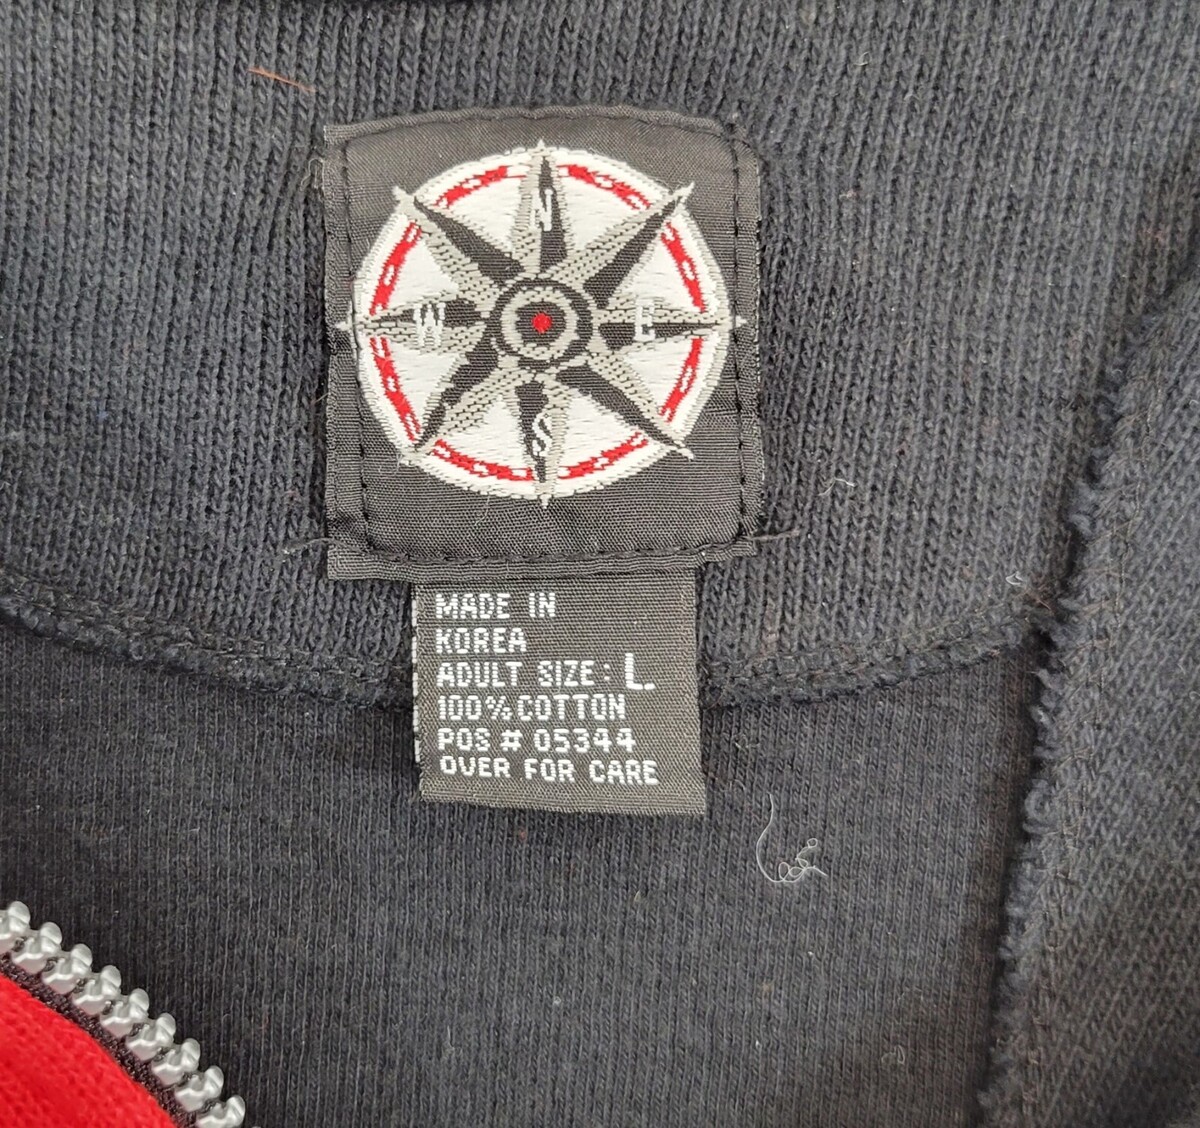 N
W E
S
MADE IN
KOREA
ADULT SIZE: L.
100% COTTON
POS # 05344
OVER FOR CARE